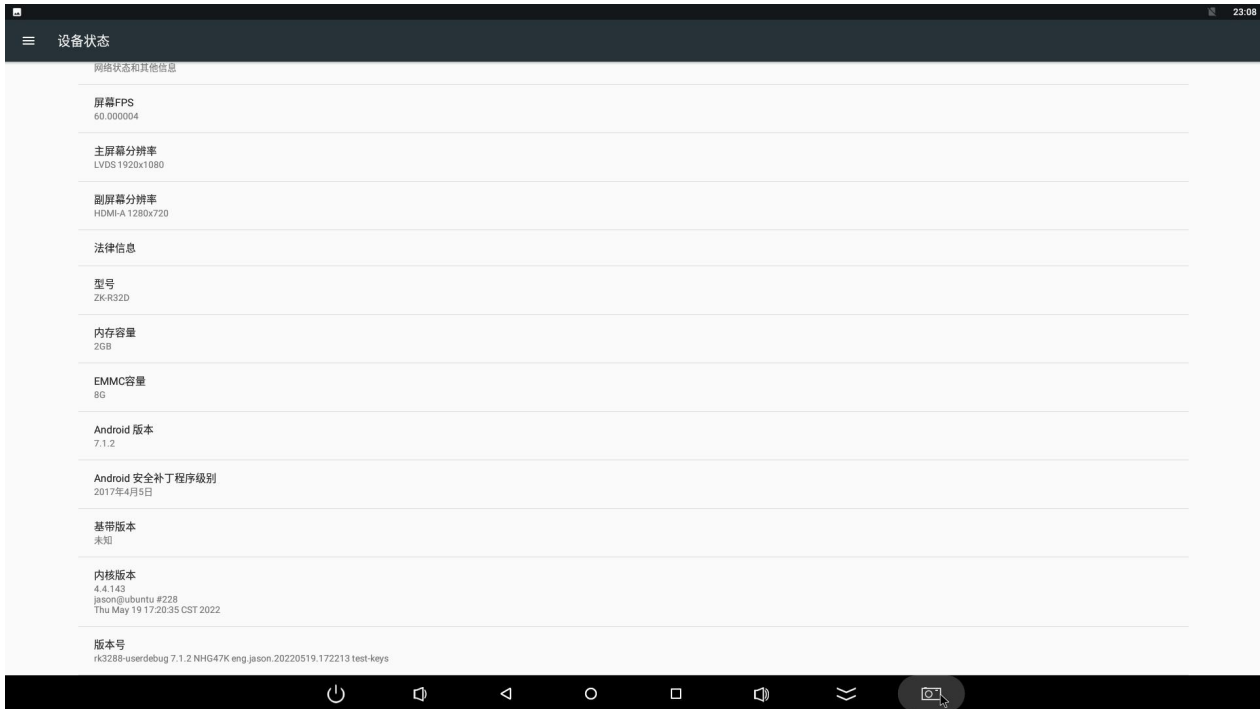 23:08
设备状态
网络状态和其他信息
屏幕FPS
60.000004
主屏幕分辨率
LVDS 1920x1080
副屏幕分辨率
HDMI-A 1280x720
法律信息
型号
ZK-R32D
内存容量
2GB
EMMC容量
8G
Android 版本
7.1.2
Android 安全补丁程序级别
2017年4月5日
基带版本
未知
内核版本
4.4.143
jason@ubuntu #228
Thu May 19 17:20:35 CST 2022
版本号
rk3288-userdebug 7.1.2 NHG47K eng.jason.20220519.172213 test-keys